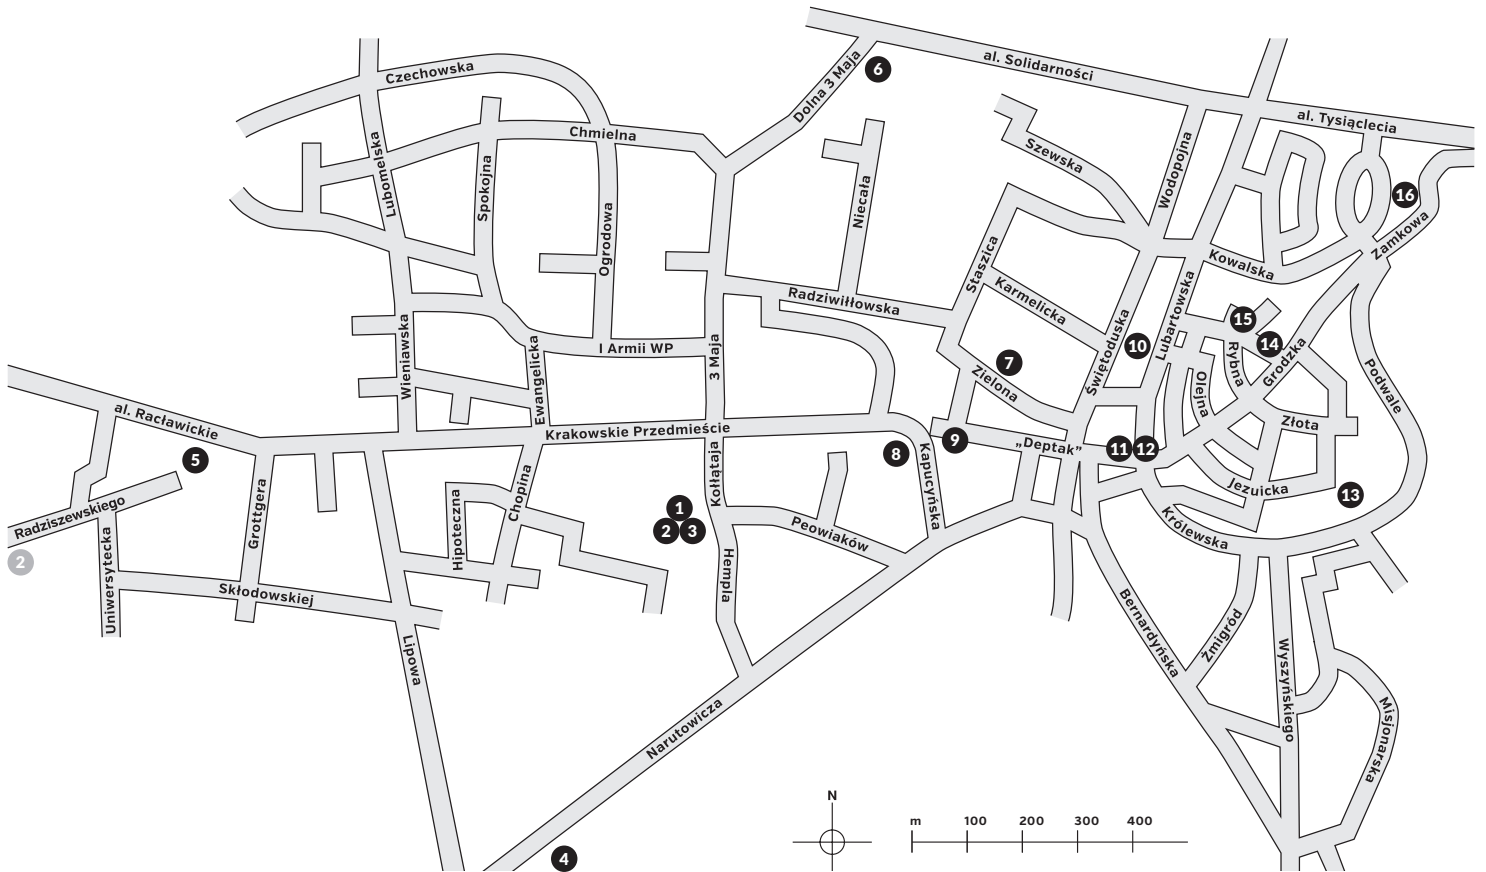 al. Solidarności
Dolna 3 Maja
6
Czechowska
al. Tysiąclecia
Chmielna
Szewska
Wodopojna
Lubomelska
Spokojna
Niecała
16
Ogrodowa
Zamkowa
Staszica
Kowalska
Karmelicka
Radziwiłłowska
Lubartowska
15
Wieniawska
Świętoduska
10
14
I Armii WP
3 Maja
7
Rybna
Grodzka
Ewangelicka
Zielona
Olejna
Podwale
al. Racławickie
Krakowskie Przedmieście
Złota
9
„Deptak”
11
12
5
8
Kołłątaja
Kapucyńska
Jezuicka
13
Chopina
Radziszewskiego
Grottgera
Hipoteczna
1
2
3
Peowiaków
Królewska
2
Uniwersytecka
Hempla
Skłodowskiej
Bernardyńska
Żmigród
Lipowa
Wyszyńskiego
Narutowicza
Misjonarska
N
m 100 200 300 400
4